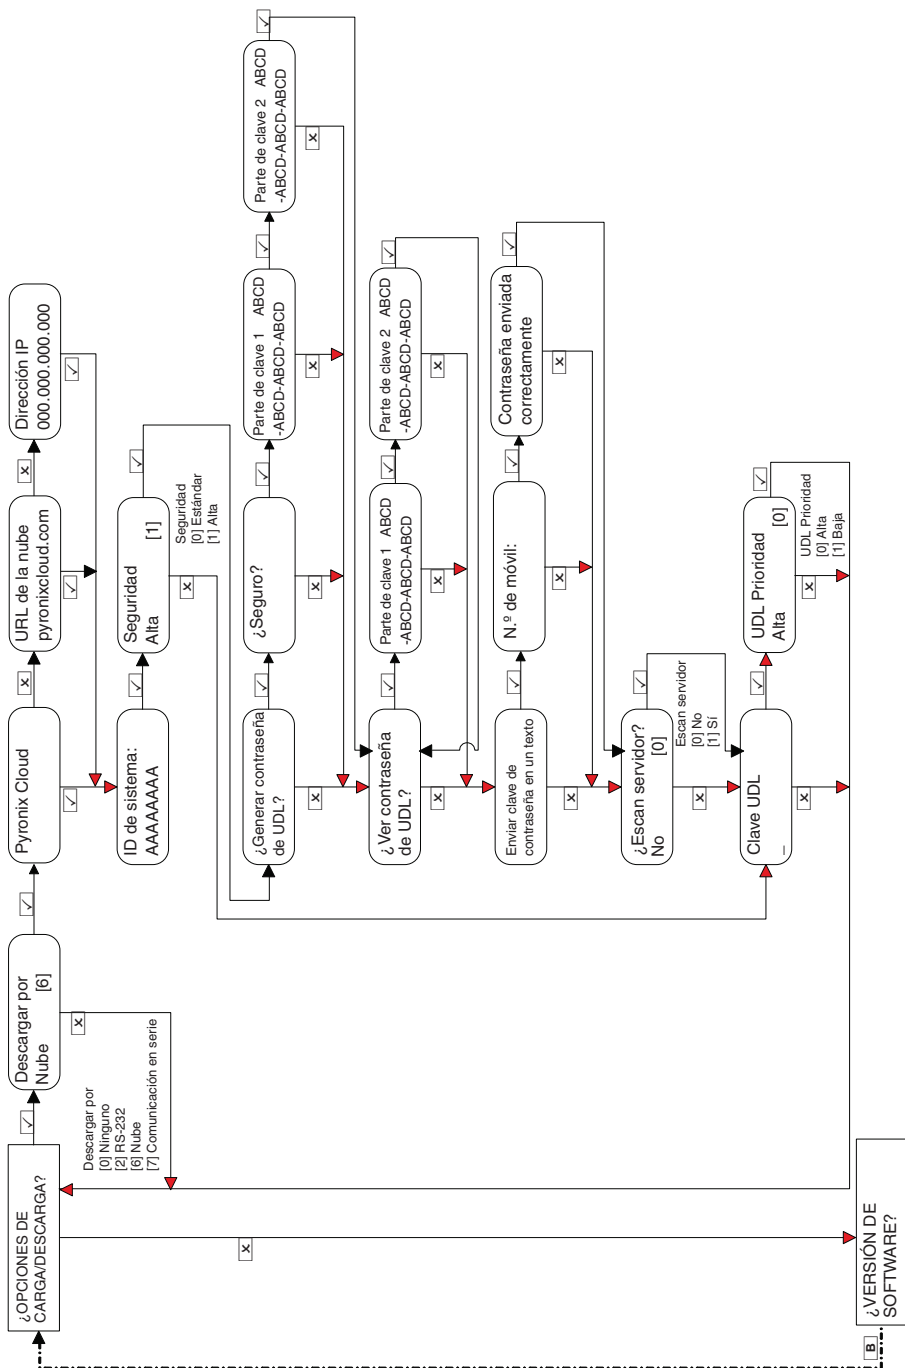 ¿OPCIONES DE
CARGA/DESCARGA?
Descargar por
Nube [6]
Descargar por
[0] Ninguno
[2] RS-232
[6] Nube
[7] Comunicación en serie
Pyronix Cloud
URL de la nube
pyronixcloud.com
Dirección IP
000.000.000.000
ID de sistema:
AAAAAAAA
Seguridad [1]
Alta
Seguridad
[0] Estándar
[1] Alta
¿Generar contraseña
de UDL?
¿Seguro?
Parte de clave 1 ABCD
-ABCD-ABCD-ABCD
Parte de clave 2 ABCD
-ABCD-ABCD-ABCD
¿Ver contraseña
de UDL?
Parte de clave 1 ABCD
-ABCD-ABCD-ABCD
Parte de clave 2 ABCD
-ABCD-ABCD-ABCD
Enviar clave de
contraseña en un texto
N.º de móvil:
Contraseña enviada
correctamente
¿Escan servidor?
No [0]
Escan servidor
[0] No
[1] Sí
Clave UDL
_
UDL Prioridad
Alta [0]
UDL Prioridad
[0] Alta
[1] Baja
¿VERSIÓN DE
SOFTWARE?
B